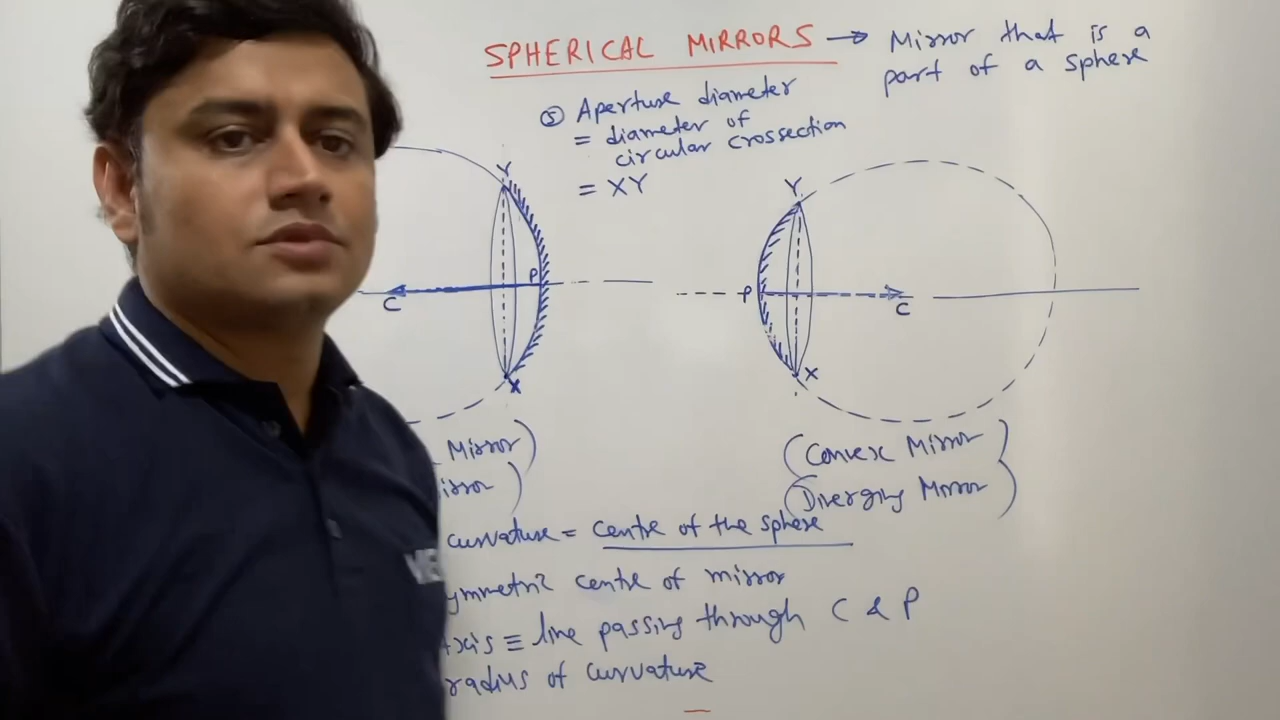 SPHERICAL MIRRORS → Mirror that is a
part of a sphere
⑤ Aperture diameter
= diameter of
circular crossection
= XY
Y
P
C
X
Y
P
C
X
Mirror)
)
(Convex Mirror
(Diverging Mirror)
curvature = centre of the sphere
centre of mirror
≡ line passing through C & P
radius of curvature